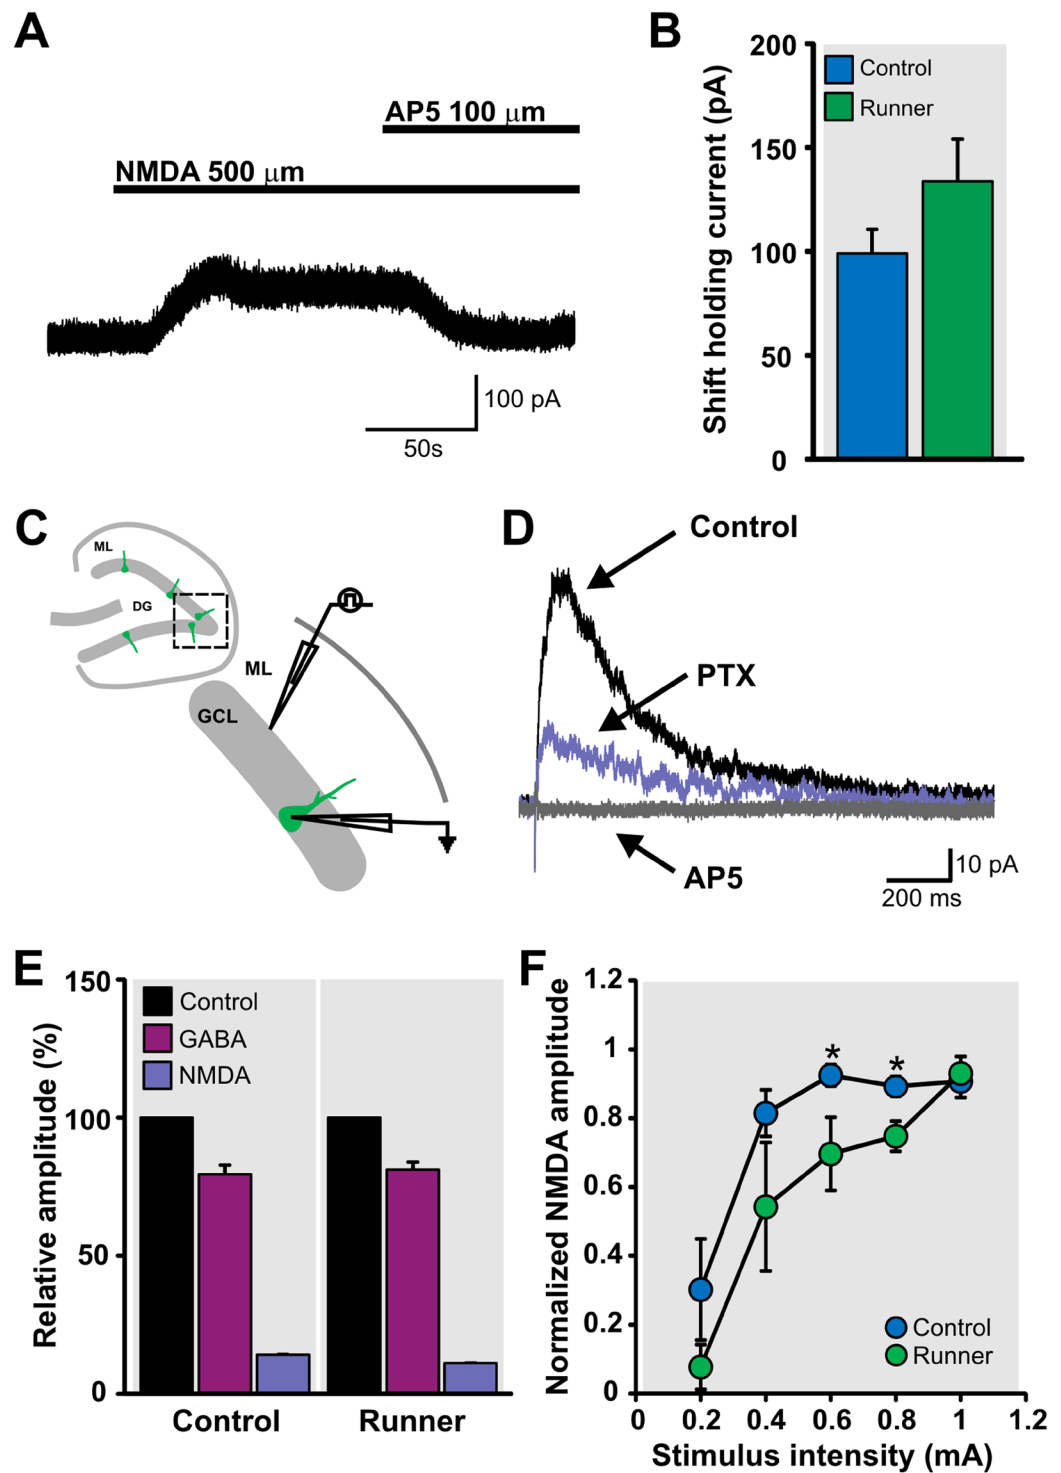 A
AP5 100 μm
NMDA 500 μm
100 pA
50s
B
Shift holding current (pA)
200
150
100
50
0
Control
Runner
C
ML
DG
ML
GCL
D
Control
PTX
AP5
10 pA
200 ms
E
Relative amplitude (%)
150
100
50
0
Control
GABA
NMDA
Control
Runner
F
Normalized NMDA amplitude
1.2
1
0.8
0.6
0.4
0.2
0
* *
Control
Runner
0 0.2 0.4 0.6 0.8 1 1.2
Stimulus intensity (mA)